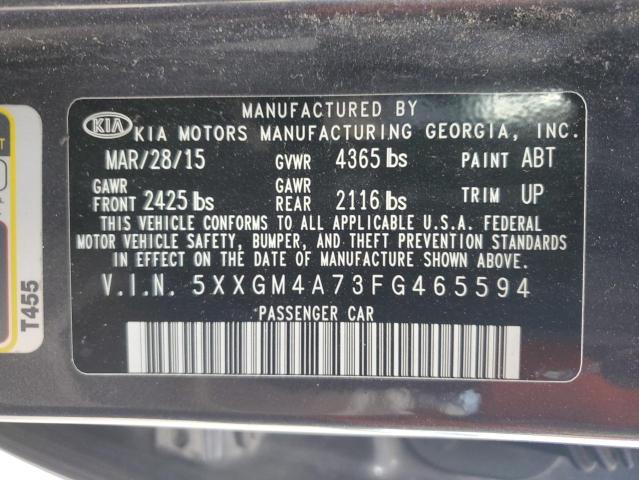 MANUFACTURED BY
KIA KIA MOTORS MANUFACTURING GEORGIA, INC.
MAR/28/15 GVWR 4365 lbs PAINT ABT
GAWR FRONT 2425 lbs GAWR REAR 2116 lbs TRIM UP
THIS VEHICLE CONFORMS TO ALL APPLICABLE U.S.A. FEDERAL
MOTOR VEHICLE SAFETY, BUMPER, AND THEFT PREVENTION STANDARDS
IN EFFECT ON THE DATE OF MANUFACTURE SHOWN ABOVE.
V.I.N. 5XXGM4A73FG465594
PASSENGER CAR
T455